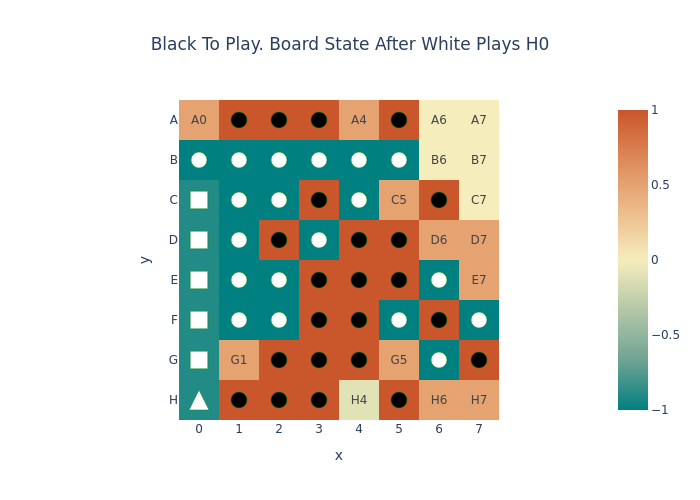 Black To Play. Board State After White Plays H0
A
A0
A4
A6
A7
1
B
B6
B7
0.5
C
C5
C7
D
D6
D7
y
0
E
E7
F
−0.5
G
G1
G5
H
H4
H6
H7
−1
0 1 2 3 4 5 6 7
x